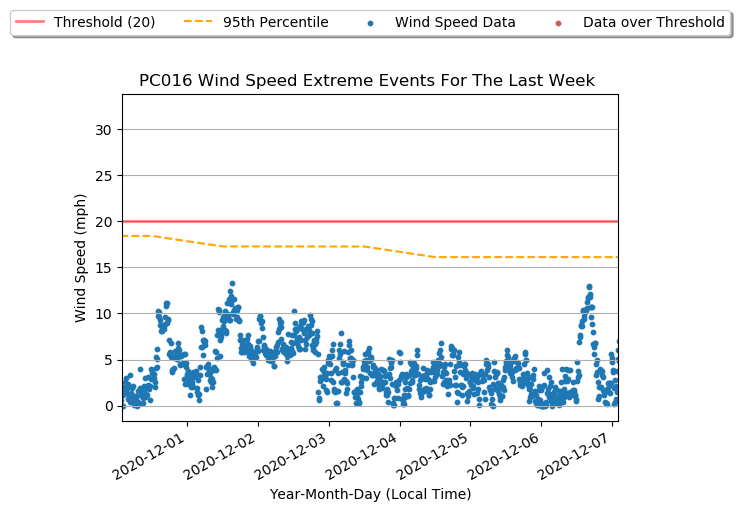 Threshold (20) 95th Percentile Wind Speed Data Data over Threshold
PC016 Wind Speed Extreme Events For The Last Week
Wind Speed (mph)
30
25
20
15
10
5
0
2020-12-01 2020-12-02 2020-12-03 2020-12-04 2020-12-05 2020-12-06 2020-12-07
Year-Month-Day (Local Time)